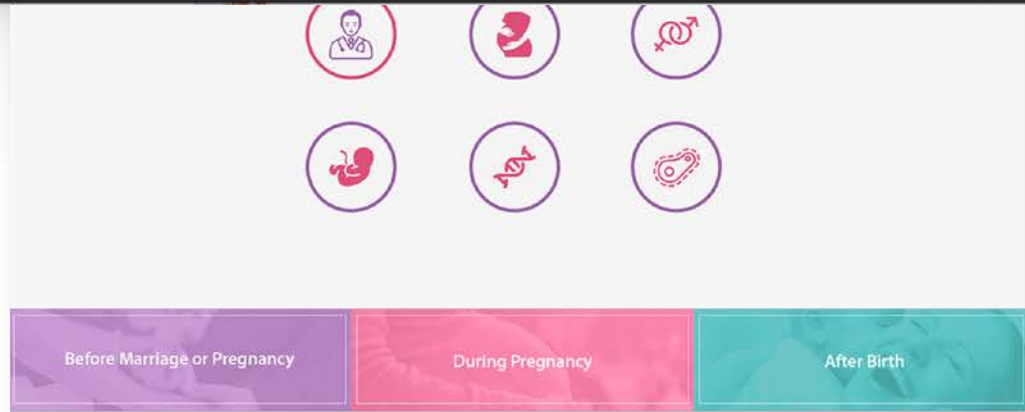 Before Marriage or Pregnancy
During Pregnancy
After Birth